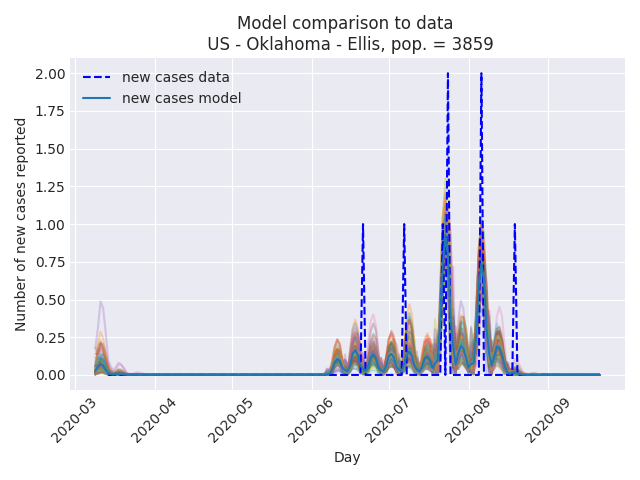 Model comparison to data
US - Oklahoma - Ellis, pop. = 3859
new cases data
new cases model
Number of new cases reported
2.00
1.75
1.50
1.25
1.00
0.75
0.50
0.25
0.00
2020-03
2020-04
2020-05
2020-06
2020-07
2020-08
2020-09
Day